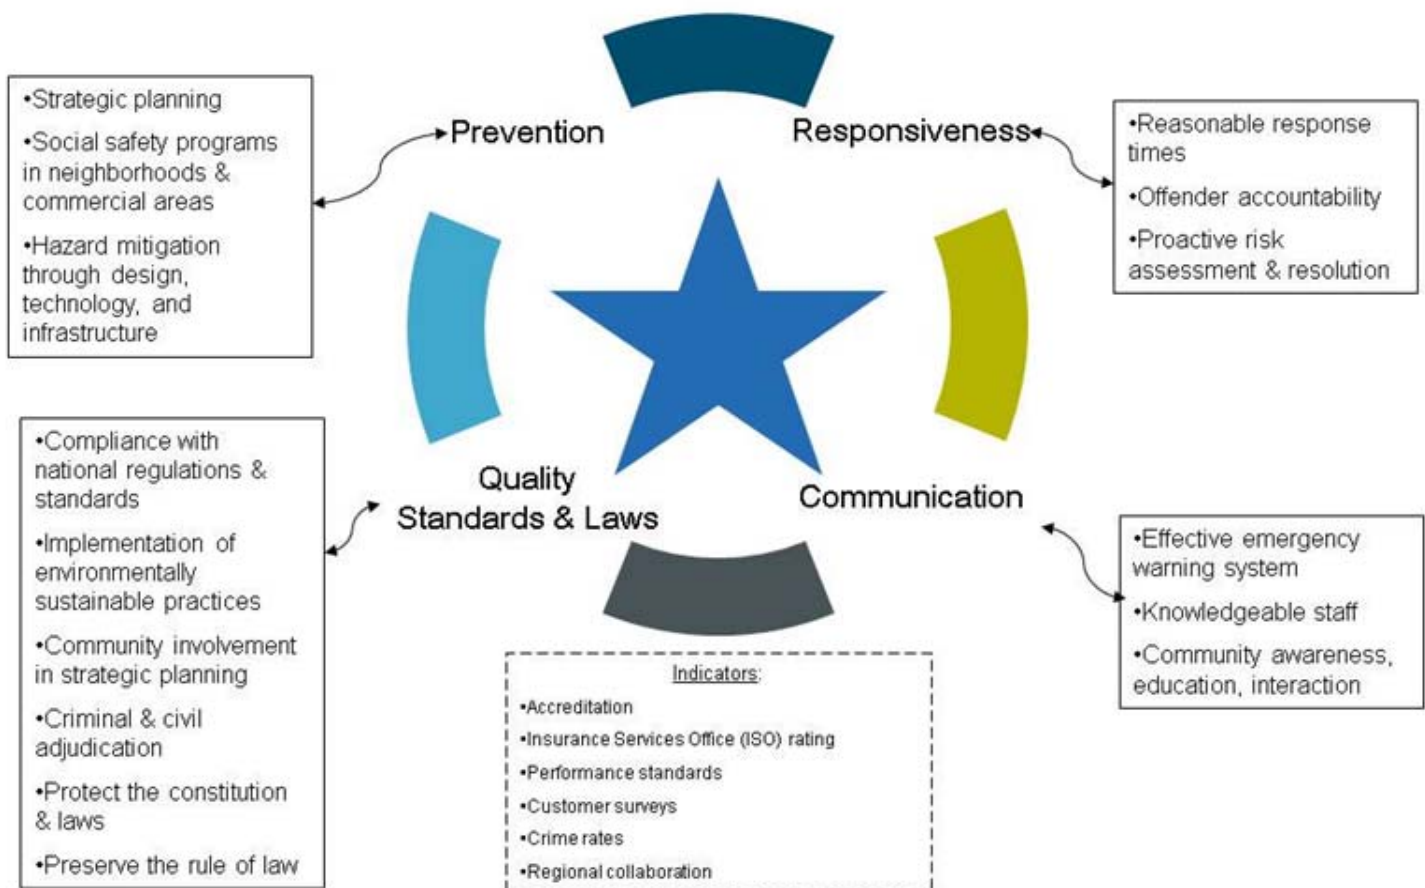 •Strategic planning
•Social safety programs
in neighborhoods &
commercial areas
•Hazard mitigation
through design,
technology, and
infrastructure
Prevention
Responsiveness
•Reasonable response
times
•Offender accountability
•Proactive risk
assessment & resolution
•Compliance with
national regulations &
standards
•Implementation of
environmentally
sustainable practices
•Community involvement
in strategic planning
•Criminal & civil
adjudication
•Protect the constitution
& laws
•Preserve the rule of law
Quality
Standards & Laws
Communication
•Effective emergency
warning system
•Knowledgeable staff
•Community awareness,
education, interaction
Indicators:
•Accreditation
•Insurance Services Office (ISO) rating
•Performance standards
•Customer surveys
•Crime rates
•Regional collaboration